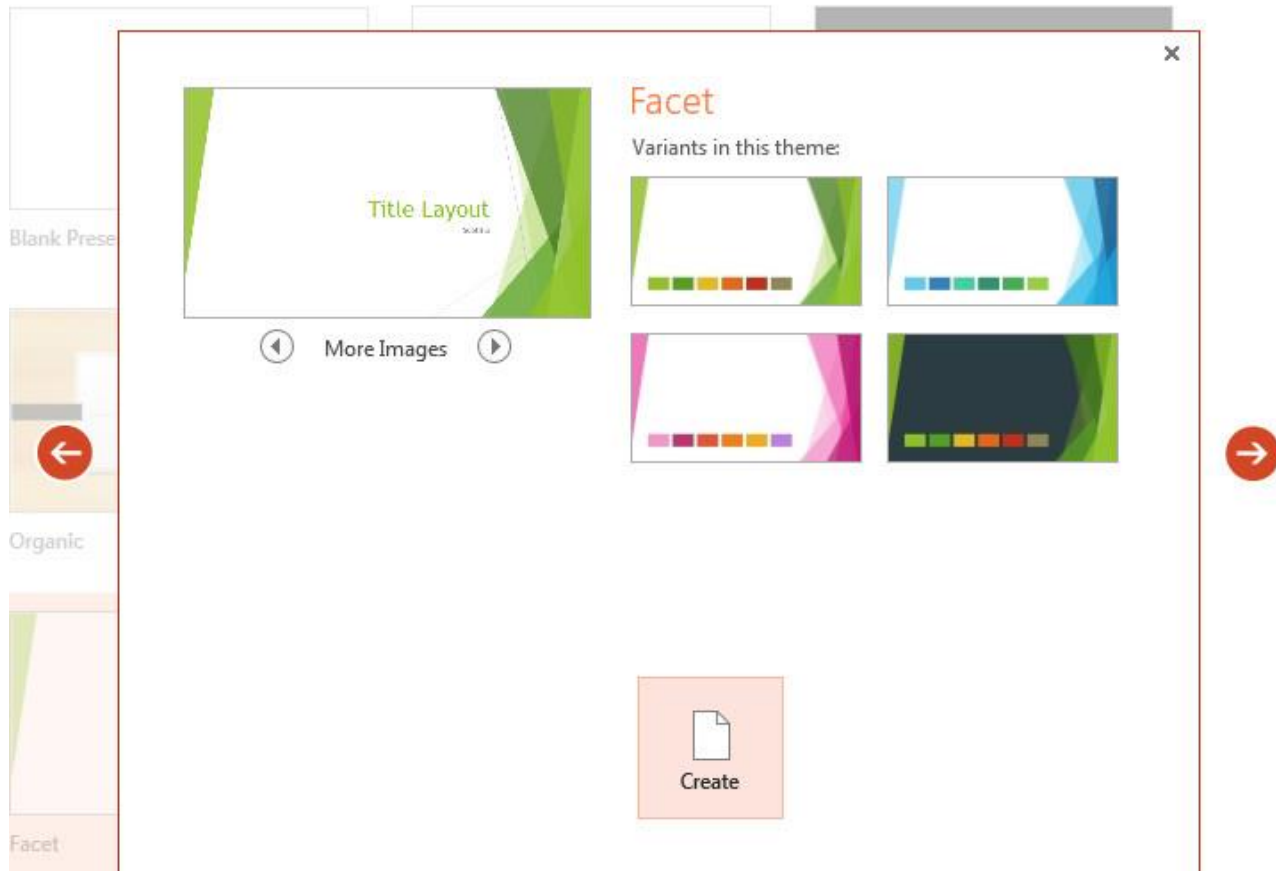 Facet
Variants in this theme:
Title Layout
Blank Prese
More Images
Organic
Create
Facet